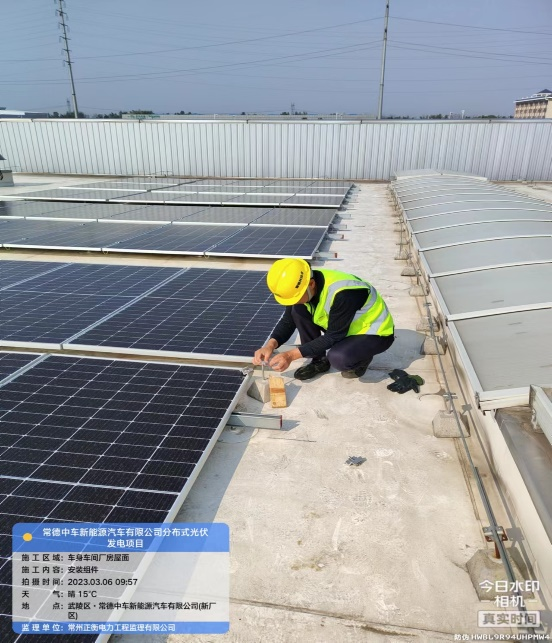 常德中车新能源汽车有限公司分布式光伏
发电项目
施工区域：车身车间厂房屋面
施工内容：安装组件
拍摄时间：2023.03.06 09:57
天气：晴 15℃
地点：武陵区·常德中车新能源汽车有限公司(新厂
区)
监理单位：常州正衡电力工程监理有限公司
今日水印
相机
真实时间
防伪 HWBL9R94UHPMW4